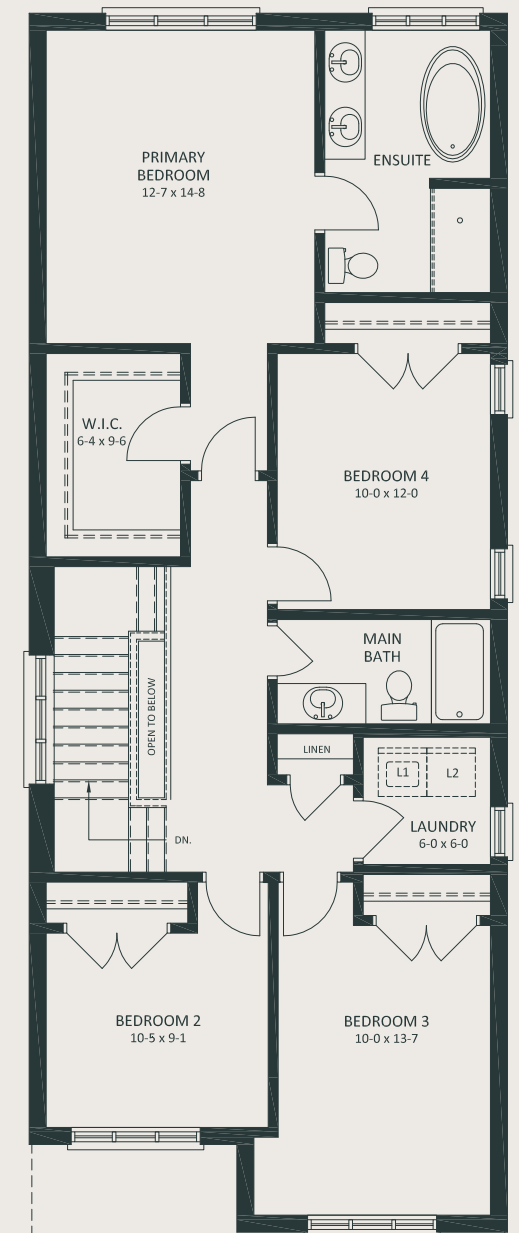 PRIMARY
BEDROOM
12-7 x 14-8
ENSUITE
W.I.C.
6-4 x 9-6
BEDROOM 4
10-0 x 12-0
MAIN
BATH
OPEN TO BELOW
LINEN
L1
L2
LAUNDRY
6-0 x 6-0
DN.
BEDROOM 2
10-5 x 9-1
BEDROOM 3
10-0 x 13-7